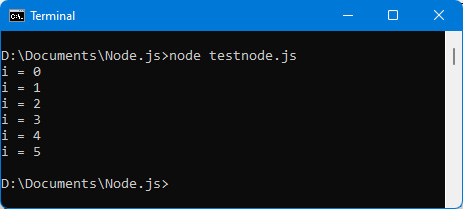 Terminal
D:\Documents\Node.js>node testnode.js
i = 0
i = 1
i = 2
i = 3
i = 4
i = 5
D:\Documents\Node.js>